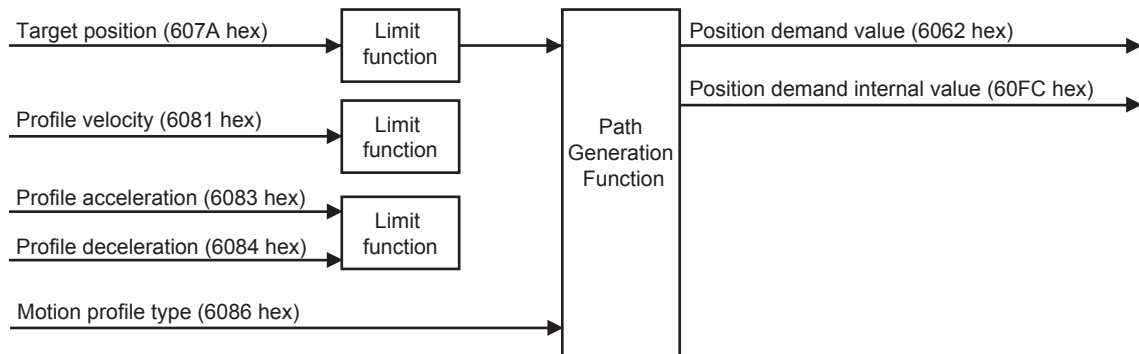 Target position (607A hex)
Limit
function
Position demand value (6062 hex)
Position demand internal value (60FC hex)
Profile velocity (6081 hex)
Limit
function
Path
Generation
Function
Profile acceleration (6083 hex)
Profile deceleration (6084 hex)
Limit
function
Motion profile type (6086 hex)